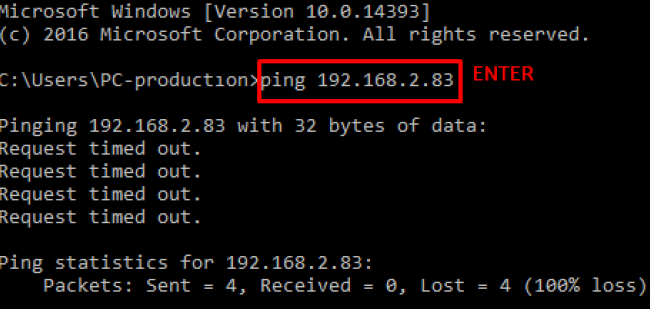 Microsoft Windows [Version 10.0.14393]
(c) 2016 Microsoft Corporation. All rights reserved.
C:\Users\PC-production>ping 192.168.2.83 ENTER
Pinging 192.168.2.83 with 32 bytes of data:
Request timed out.
Request timed out.
Request timed out.
Request timed out.
Ping statistics for 192.168.2.83:
Packets: Sent = 4, Received = 0, Lost = 4 (100% loss)